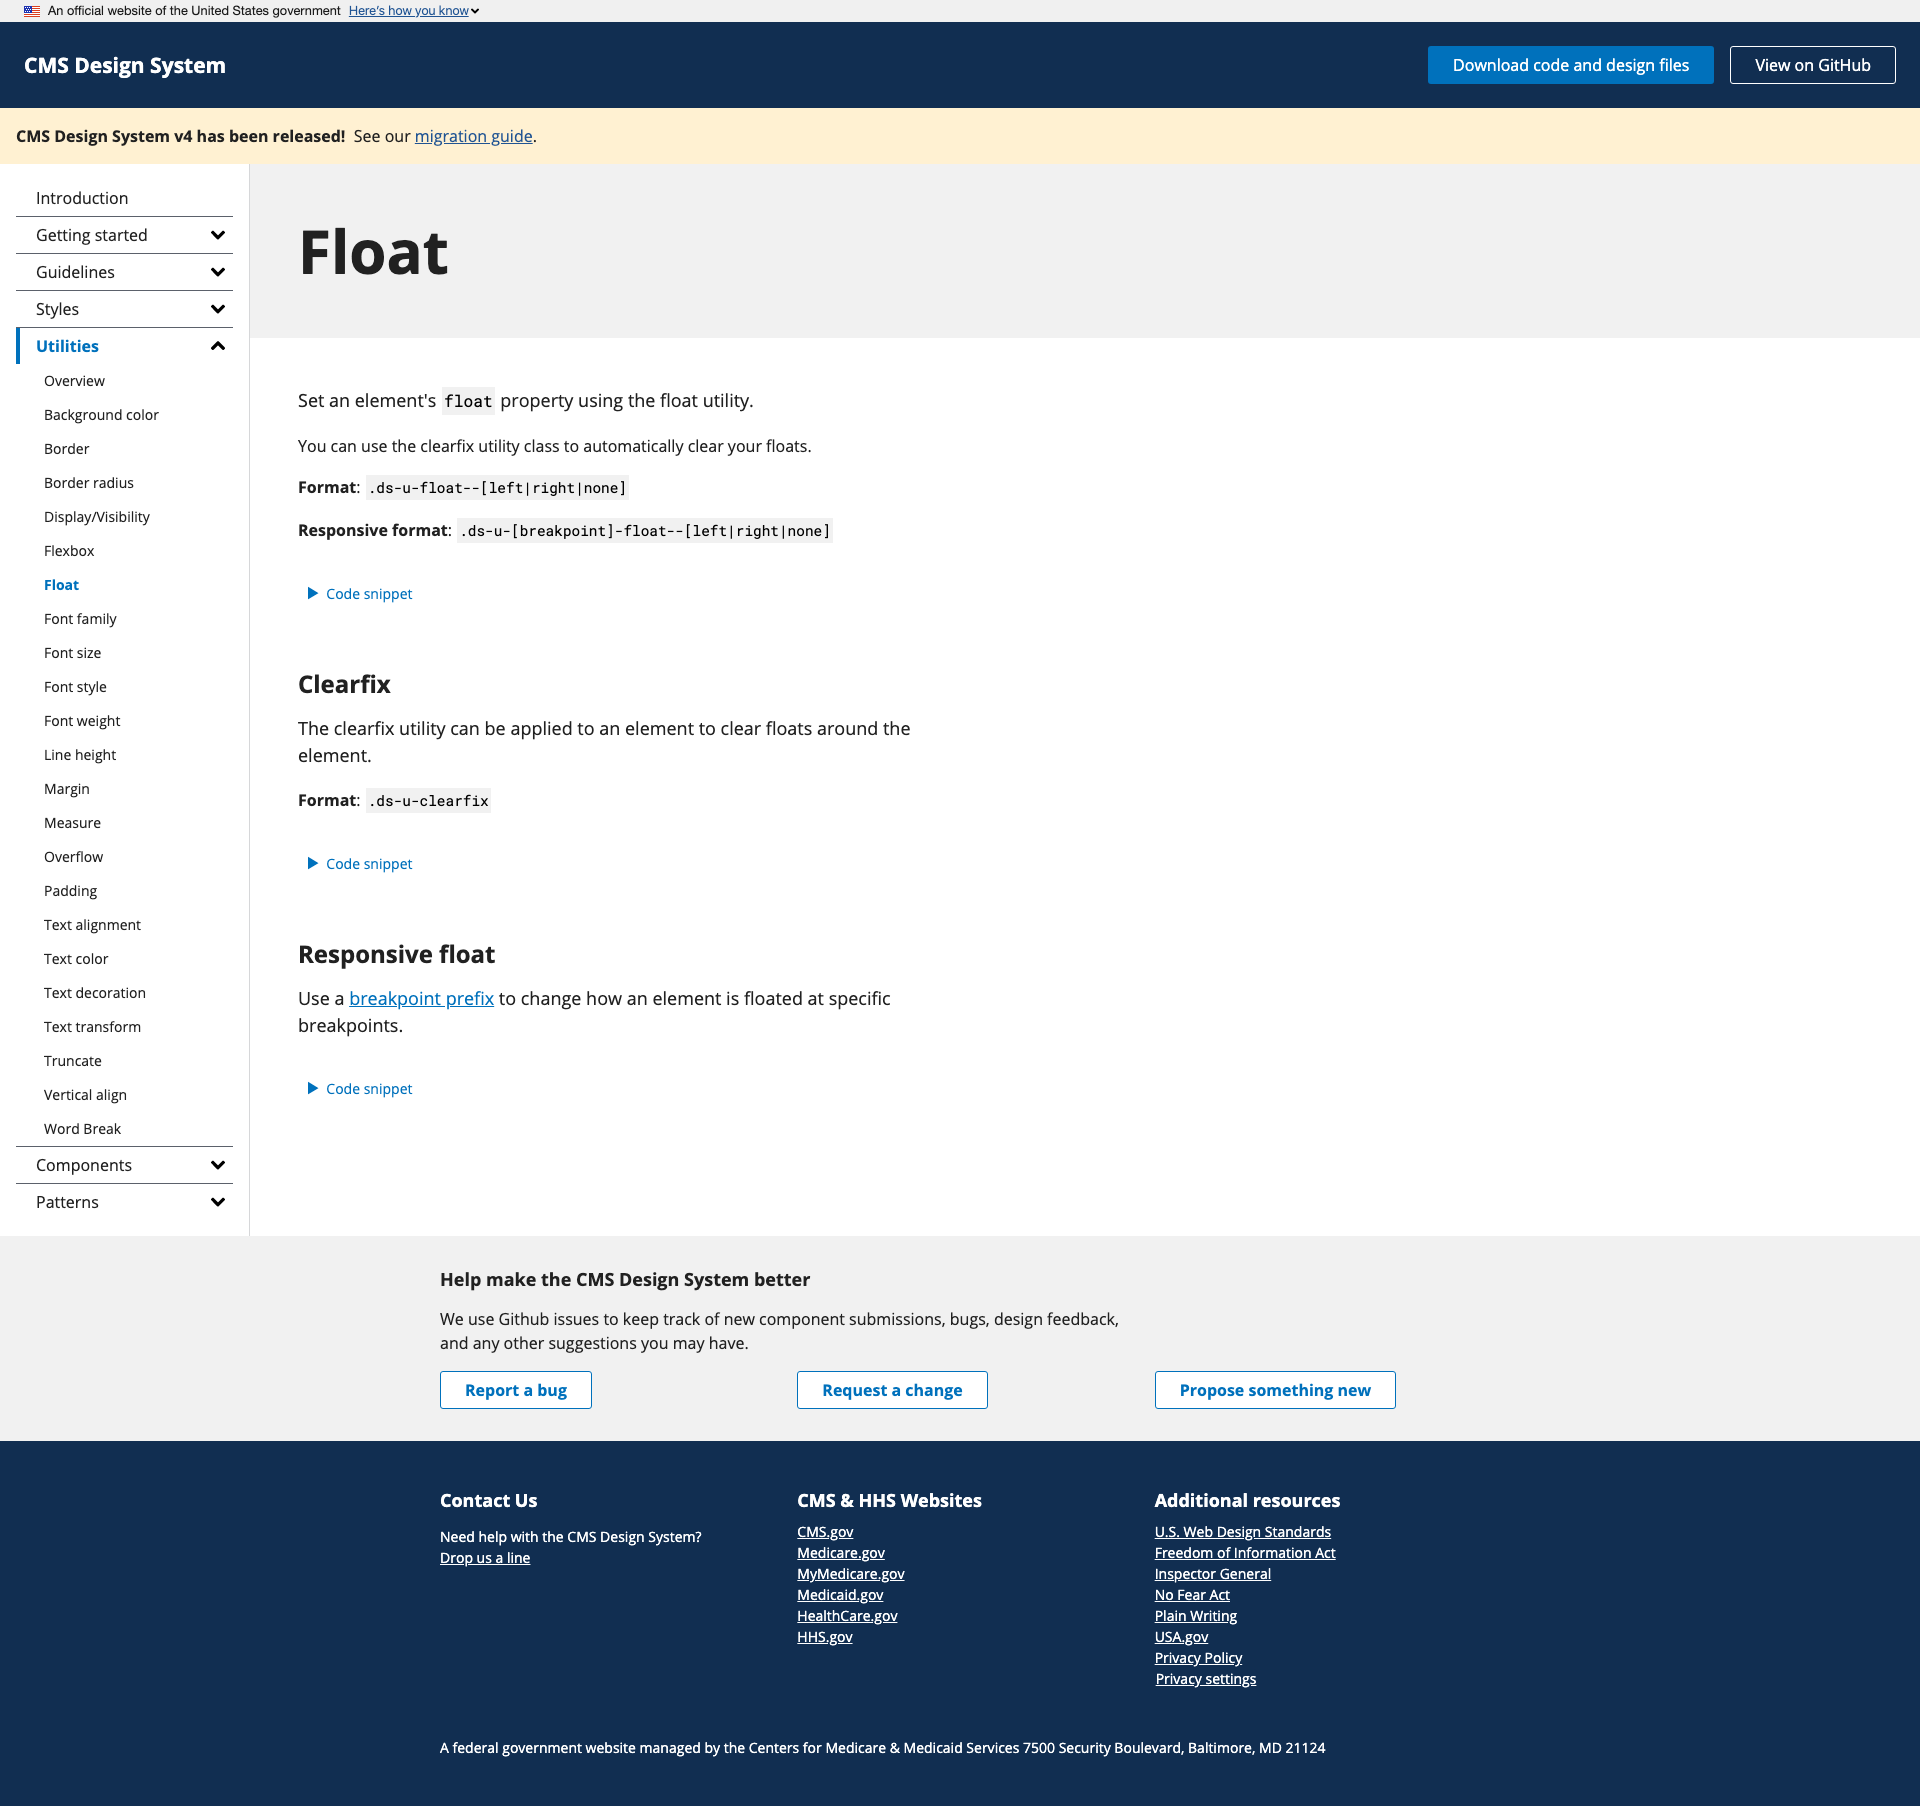 An official website of the United States government Here's how you know
CMS Design System
Download code and design files
View on GitHub
CMS Design System v4 has been released! See our migration guide.
Introduction
Getting started
Guidelines
Styles
Utilities
Overview
Background color
Border
Border radius
Display/Visibility
Flexbox
Float
Font family
Font size
Font style
Font weight
Line height
Margin
Measure
Overflow
Padding
Text alignment
Text color
Text decoration
Text transform
Truncate
Vertical align
Word Break
Components
Patterns
Float
Set an element's float property using the float utility.
You can use the clearfix utility class to automatically clear your floats.
Format: .ds-u-float--[left|right|none]
Responsive format: .ds-u-[breakpoint]-float--[left|right|none]
Code snippet
Clearfix
The clearfix utility can be applied to an element to clear floats around the
element.
Format: .ds-u-clearfix
Code snippet
Responsive float
Use a breakpoint prefix to change how an element is floated at specific
breakpoints.
Code snippet
Help make the CMS Design System better
We use Github issues to keep track of new component submissions, bugs, design feedback,
and any other suggestions you may have.
Report a bug
Request a change
Propose something new
Contact Us
Need help with the CMS Design System?
Drop us a line
CMS & HHS Websites
CMS.gov
Medicare.gov
MyMedicare.gov
Medicaid.gov
HealthCare.gov
HHS.gov
Additional resources
U.S. Web Design Standards
Freedom of Information Act
Inspector General
No Fear Act
Plain Writing
USA.gov
Privacy Policy
Privacy settings
A federal government website managed by the Centers for Medicare & Medicaid Services 7500 Security Boulevard, Baltimore, MD 21124